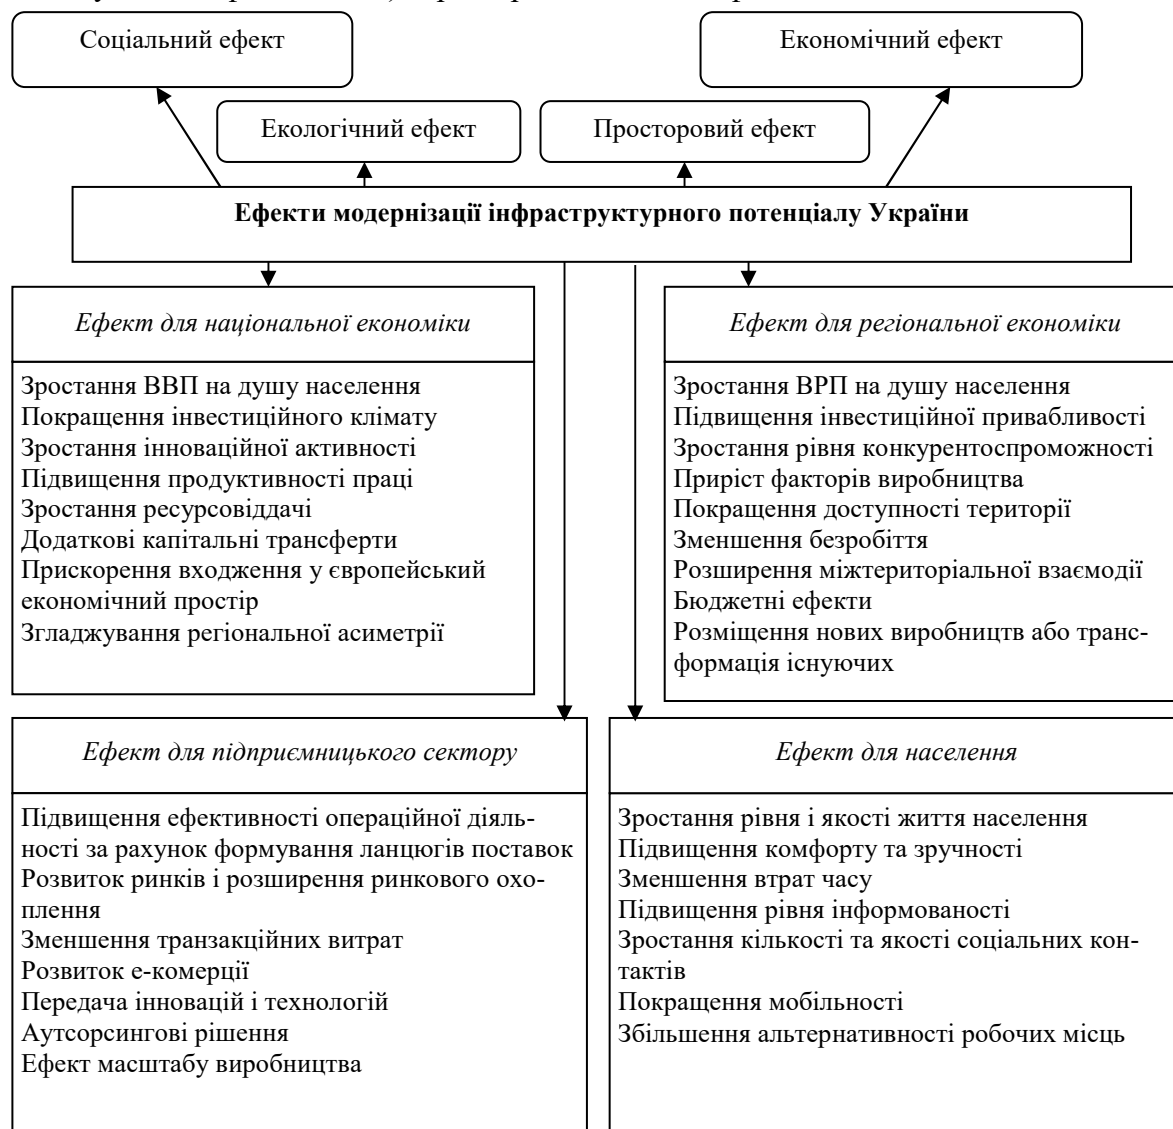 Соціальний ефект
Економічний ефект
Екологічний ефект
Просторовий ефект
Ефекти модернізації інфраструктурного потенціалу України
Ефект для національної економіки
Зростання ВВП на душу населення
Покращення інвестиційного клімату
Зростання інноваційної активності
Підвищення продуктивності праці
Зростання ресурсовіддачі
Додаткові капітальні трансферти
Прискорення входження у європейський
економічний простір
Згладжування регіональної асиметрії
Ефект для регіональної економіки
Зростання ВРП на душу населення
Підвищення інвестиційної привабливості
Зростання рівня конкурентоспроможності
Приріст факторів виробництва
Покращення доступності території
Зменшення безробіття
Розширення міжтериторіальної взаємодії
Бюджетні ефекти
Розміщення нових виробництв або транс-
формація існуючих
Ефект для підприємницького сектору
Підвищення ефективності операційної діяль-
ності за рахунок формування ланцюгів поставок
Розвиток ринків і розширення ринкового охо-
плення
Зменшення транзакційних витрат
Розвиток е-комерції
Передача інновацій і технологій
Аутсорсингові рішення
Ефект масштабу виробництва
Ефект для населення
Зростання рівня і якості життя населення
Підвищення комфорту та зручності
Зменшення втрат часу
Підвищення рівня інформованості
Зростання кількості та якості соціальних кон-
тактів
Покращення мобільності
Збільшення альтернативності робочих місць